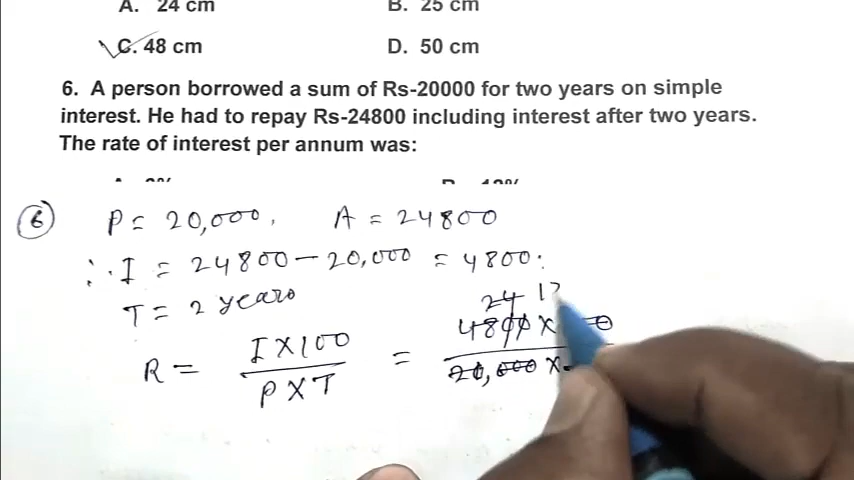 A. 24 cm B. 25 cm
C. 48 cm D. 50 cm
6. A person borrowed a sum of Rs-20000 for two years on simple
interest. He had to repay Rs-24800 including interest after two years.
The rate of interest per annum was:
6 P = 20,000, A = 24800
∴ I = 24800 - 20,000 = 4800.
T = 2 years
24 12
R = I X 100 / P X T = 4800 X / 20,000 X